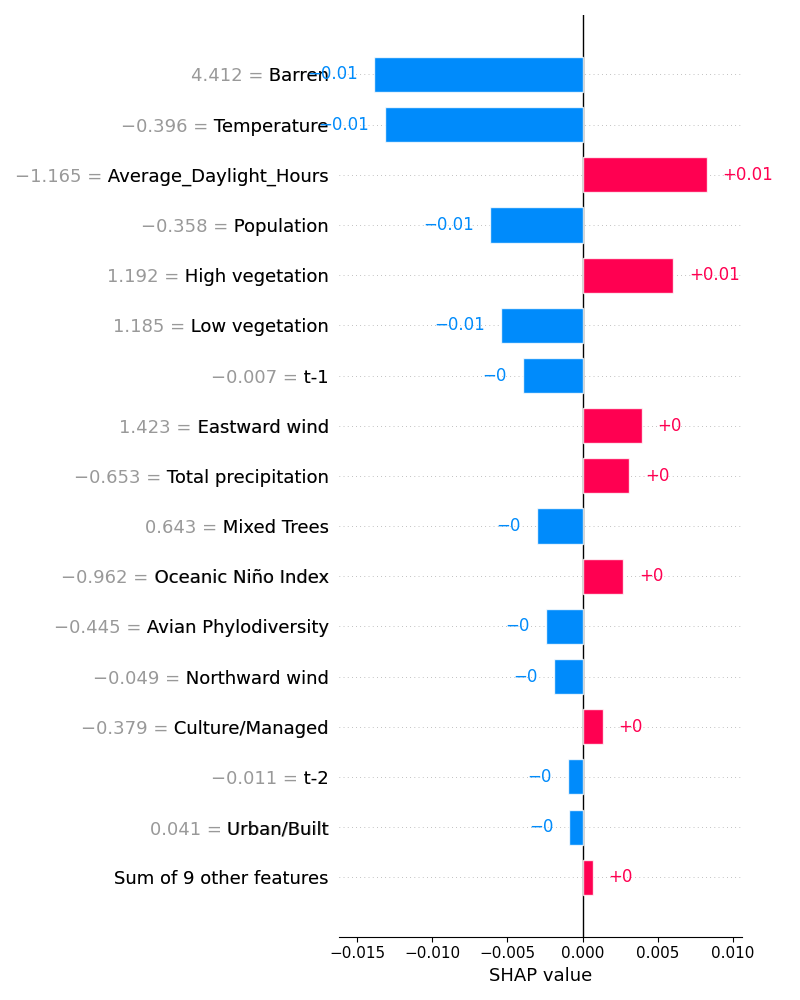 4.412 = Barren −0.01
−0.396 = Temperature −0.01
−1.165 = Average_Daylight_Hours +0.01
−0.358 = Population −0.01
1.192 = High vegetation +0.01
1.185 = Low vegetation −0.01
−0.007 = t-1 −0
1.423 = Eastward wind +0
−0.653 = Total precipitation +0
0.643 = Mixed Trees −0
−0.962 = Oceanic Niño Index +0
−0.445 = Avian Phylodiversity −0
−0.049 = Northward wind −0
−0.379 = Culture/Managed +0
−0.011 = t-2 −0
0.041 = Urban/Built −0
Sum of 9 other features +0
−0.015 −0.010 −0.005 0.000 0.005 0.010
SHAP value